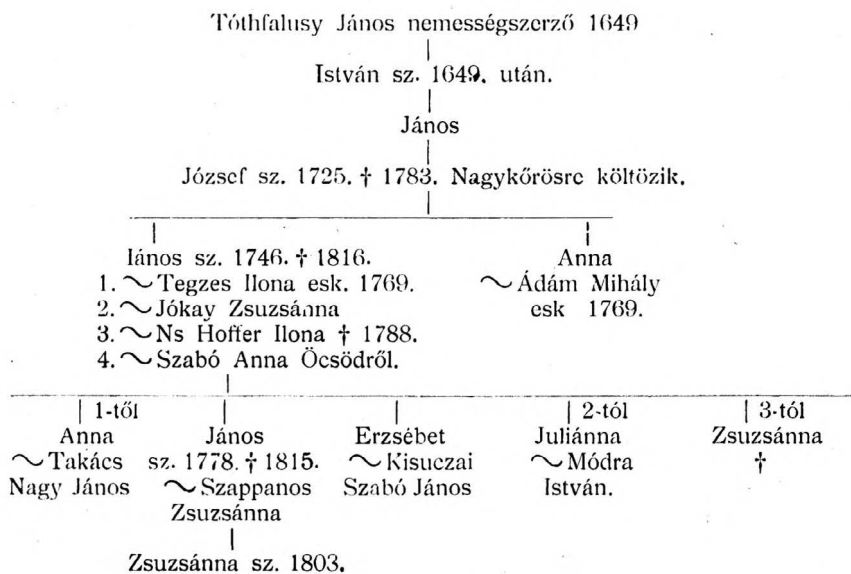 Tóthfalusy János nemességszerző 1649
István sz. 1649. után.
János
József sz. 1725. † 1783. Nagykőrösre költözik.
János sz. 1746. † 1816.
1. ~ Tegzes Ilona esk. 1769.
2. ~ Jókay Zsuzsánna
3. ~ Ns Hoffer Ilona † 1788.
4. ~ Szabó Anna Öcsödről.
Anna
~ Ádám Mihály
esk 1769.
1-től
Anna
~ Takács
Nagy János
János
sz. 1778. † 1815.
~ Szappanos
Zsuzsánna
Erzsébet
~ Kisuczai
Szabó János
2-tól
Juliánna
~ Módra
István.
3-tól
Zsuzsánna
†
Zsuzsánna sz. 1803.